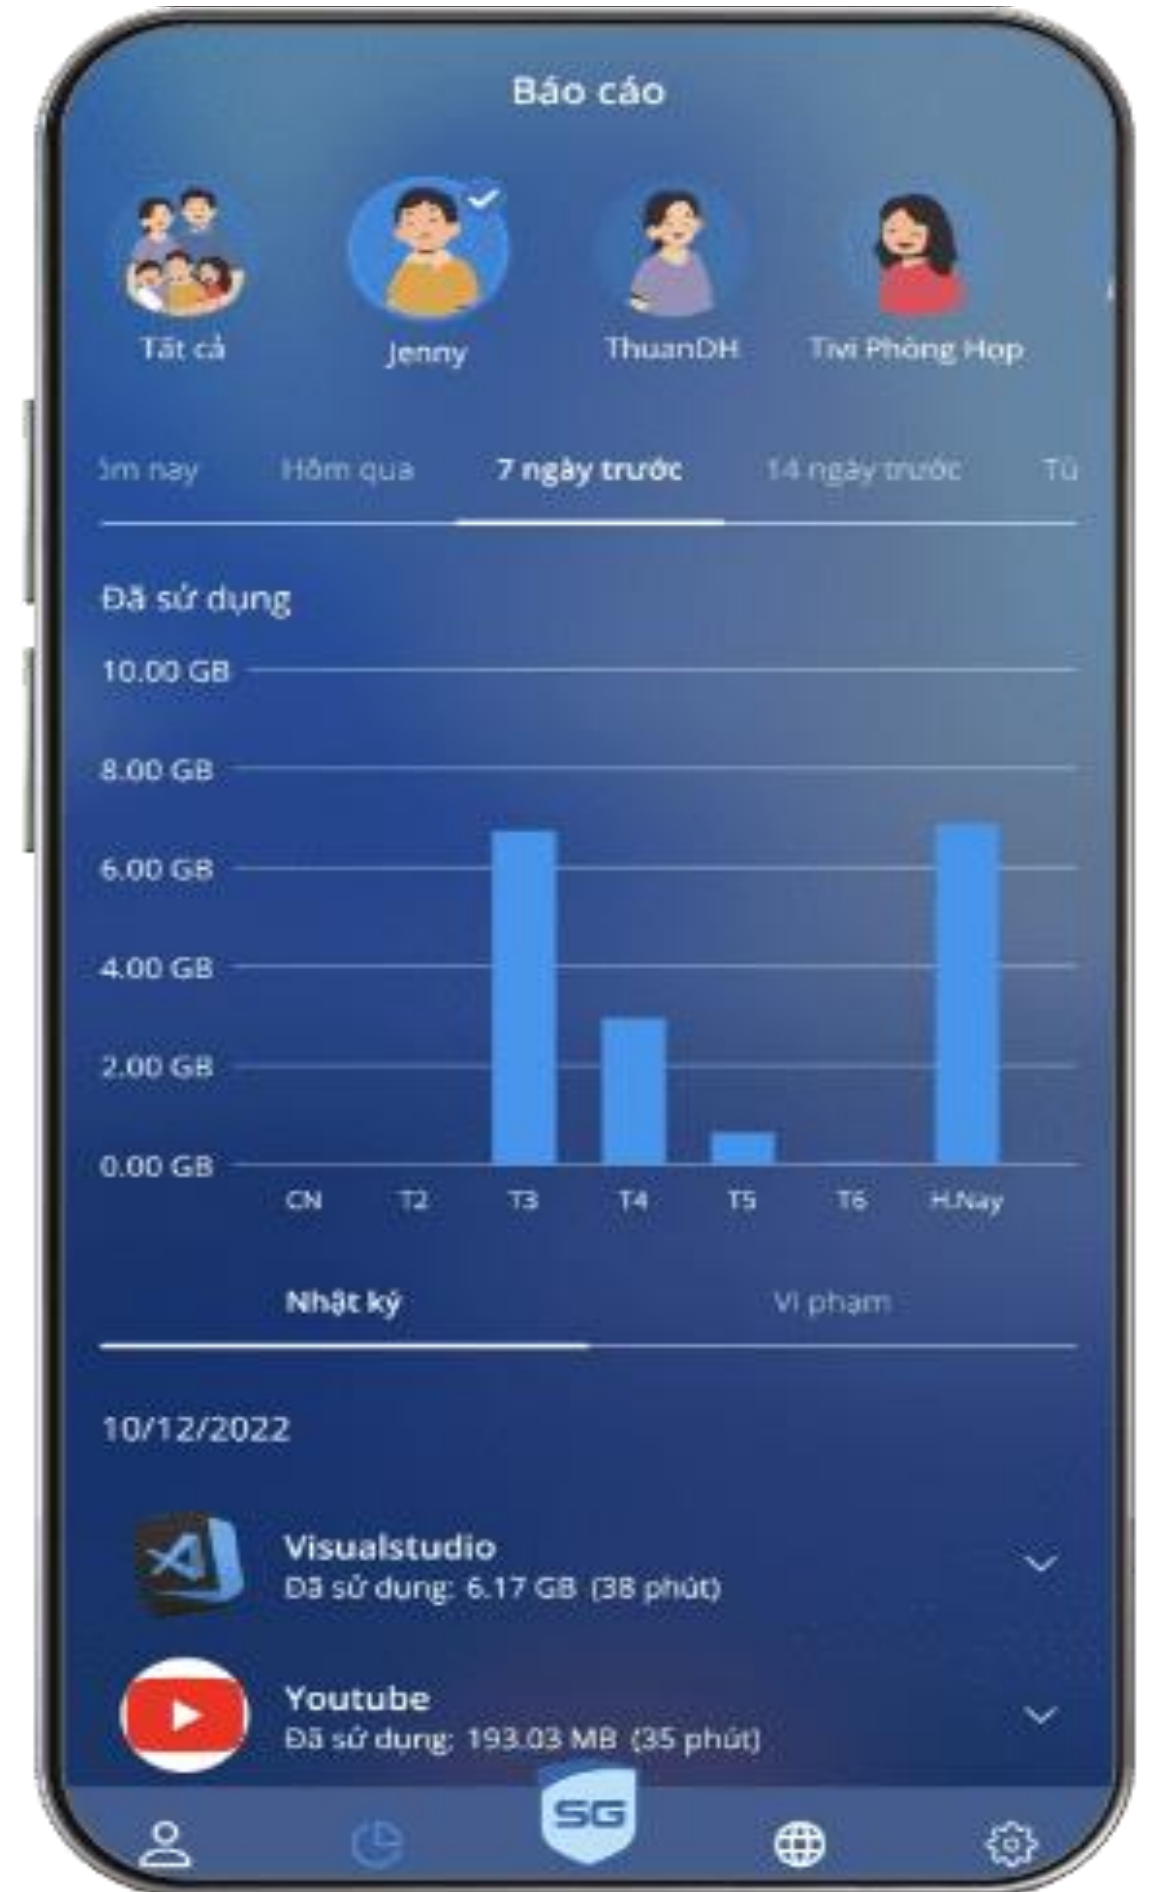 Báo cáo
Tất cả
Jenny
ThuanDH
Tivi Phòng Họp
ôm nay
Hôm qua
7 ngày trước
14 ngày trước
Từ
Đã sử dụng
10.00 GB
8.00 GB
6.00 GB
4.00 GB
2.00 GB
0.00 GB
CN
T2
T3
T4
T5
T6
H.Nay
Nhật ký
Vi phạm
10/12/2022
Visualstudio
Đã sử dụng: 6.17 GB (38 phút)
Youtube
Đã sử dụng: 193.03 MB (35 phút)
SG